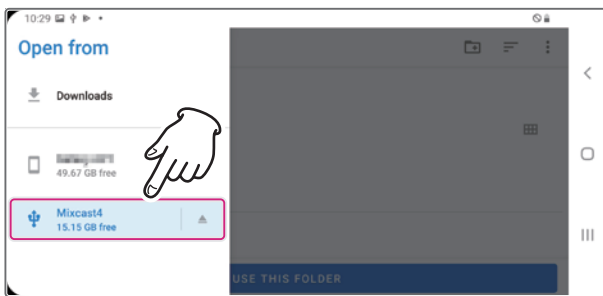 10:29
Open from
Downloads
49.67 GB free
Mixcast4
15.15 GB free
USE THIS FOLDER